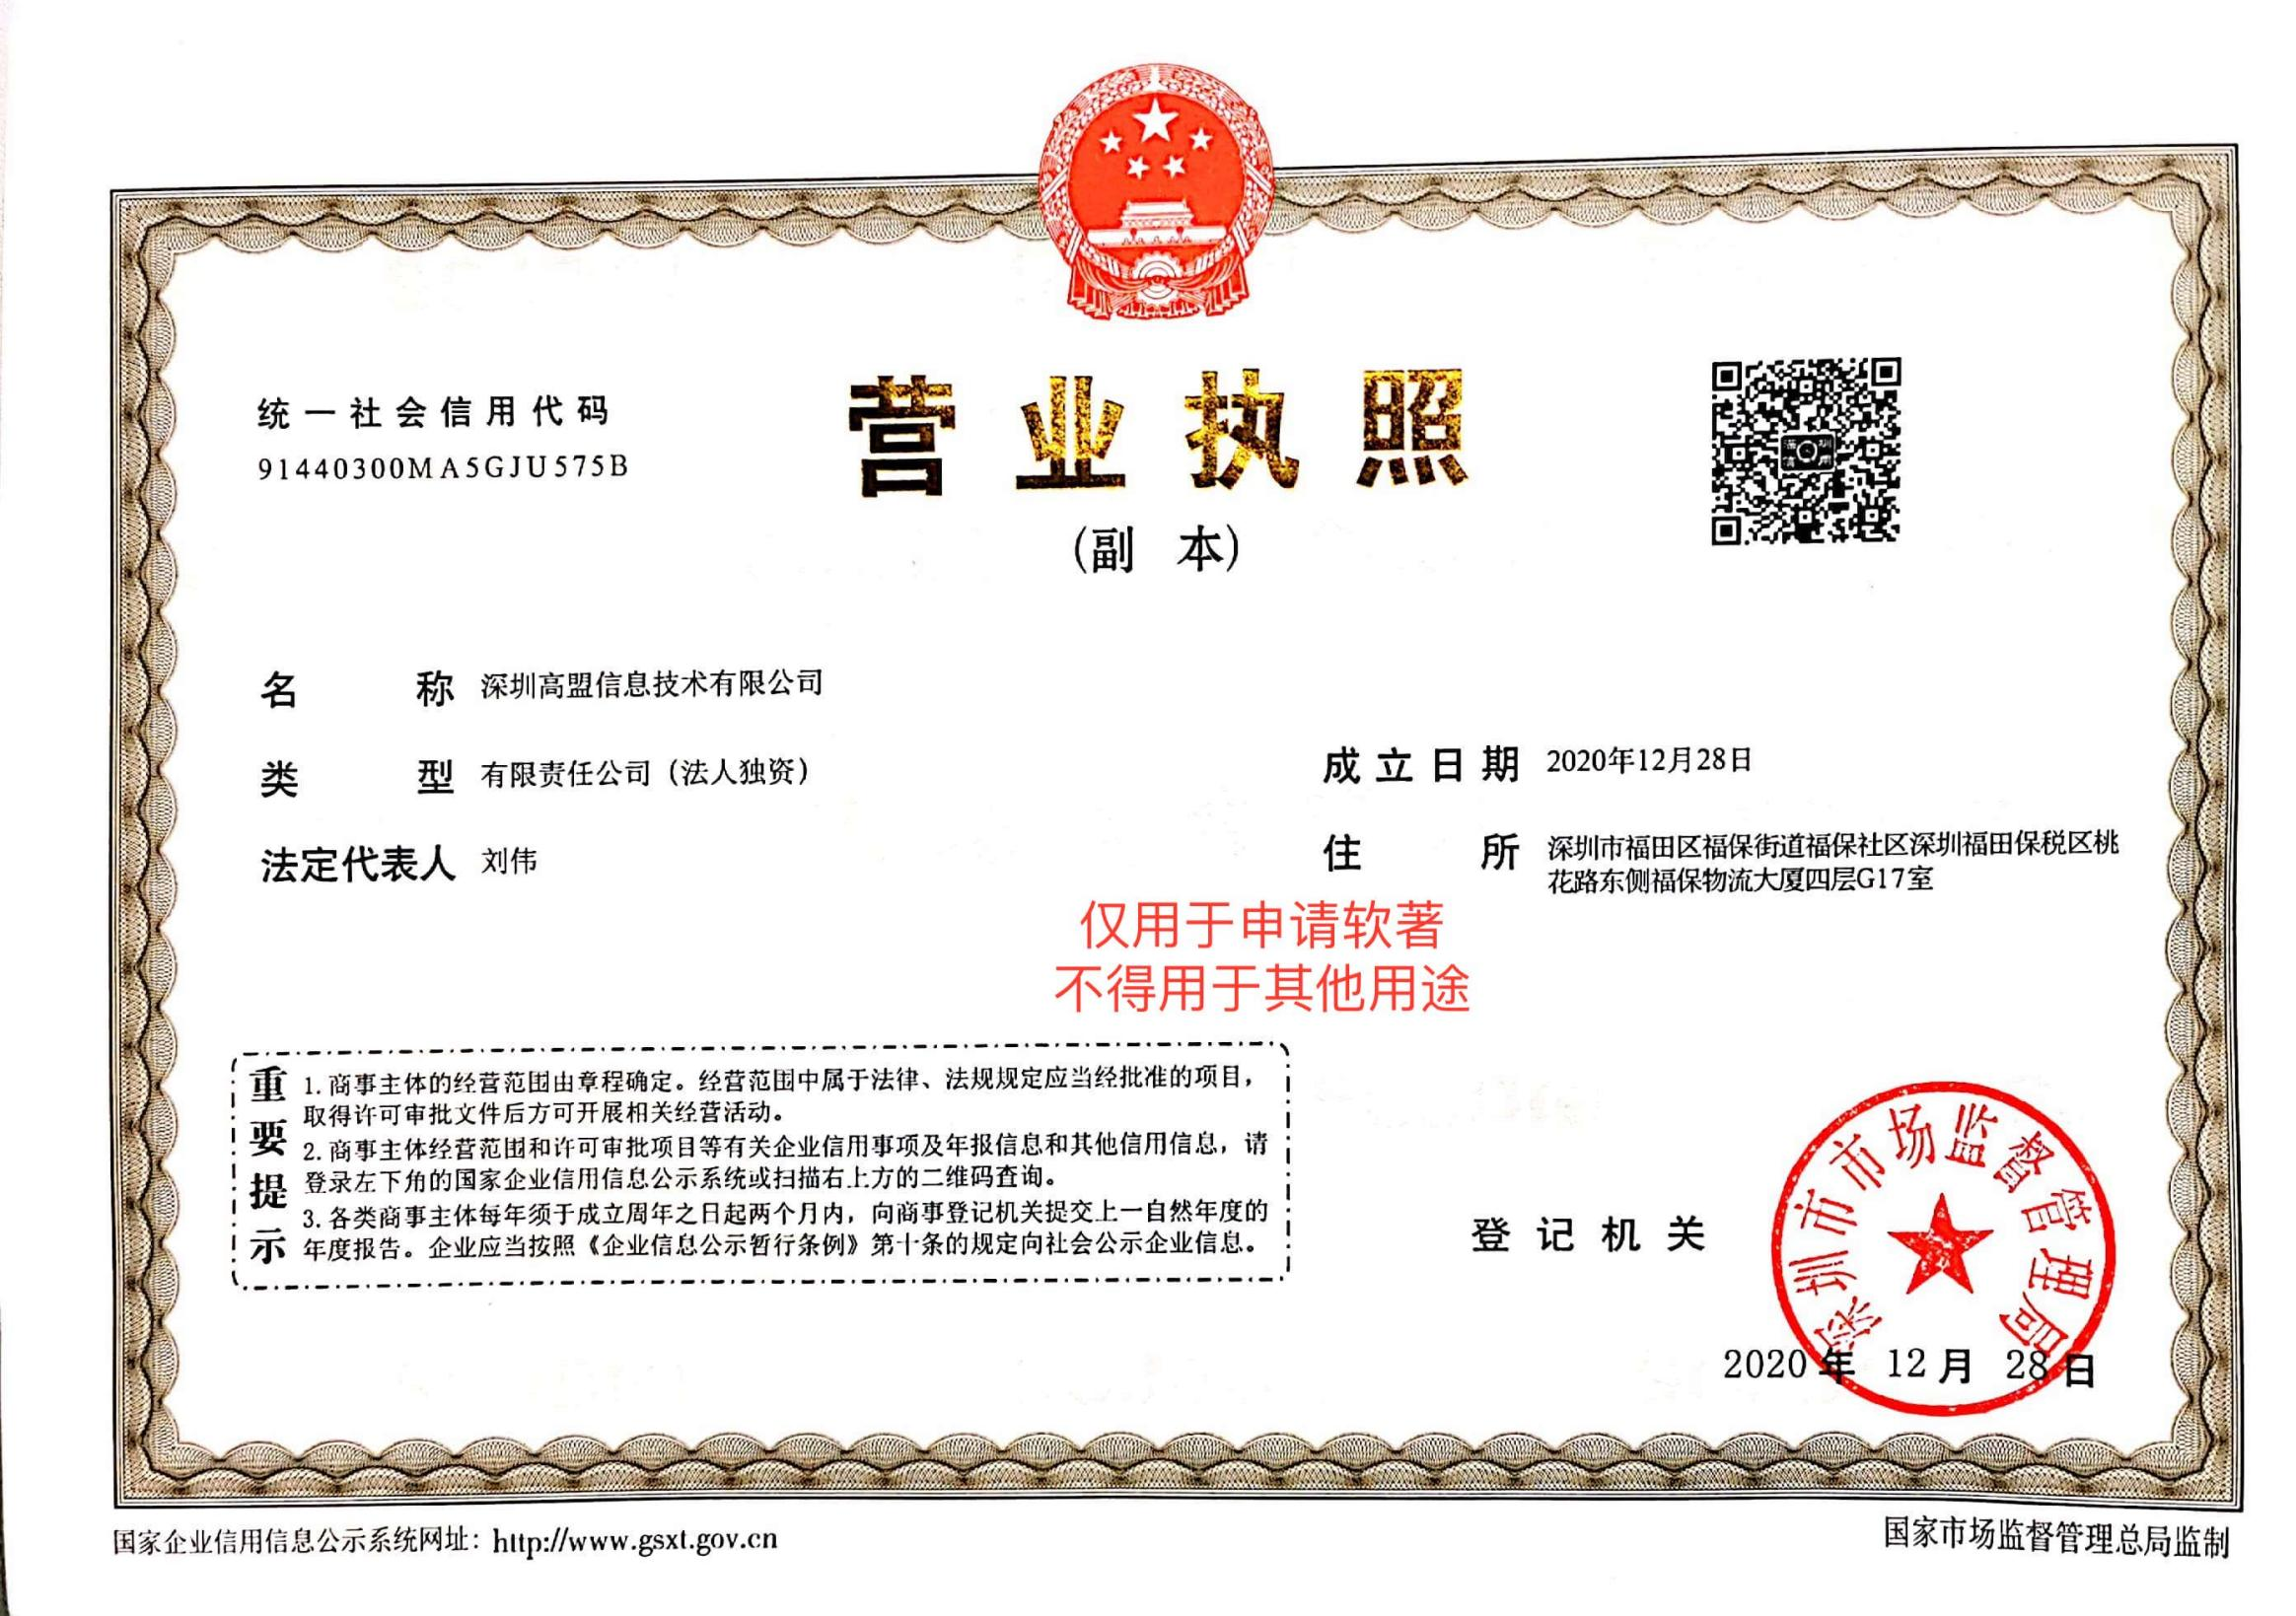 营业执照
(副 本)
统一社会信用代码
91440300MA5GJU575B
名 称 深圳高盟信息技术有限公司
类 型 有限责任公司（法人独资）
法定代表人 刘伟
成立日期 2020年12月28日
住 所 深圳市福田区福保街道福保社区深圳福田保税区桃
花路东侧福保物流大厦四层G17室
仅用于申请软著
不得用于其他用途
重要提示
1. 商事主体的经营范围由章程确定。经营范围中属于法律、法规规定应当经批准的项目，
取得许可审批文件后方可开展相关经营活动。
2. 商事主体经营范围和许可审批项目等有关企业信用事项及年报信息和其他信用信息，请
登录左下角的国家企业信用信息公示系统或扫描右上方的二维码查询。
3. 各类商事主体每年须于成立周年之日起两个月内，向商事登记机关提交上一自然年度的
年度报告。企业应当按照《企业信息公示暂行条例》第十条的规定向社会公示企业信息。
登记机关
深圳市市场监督管理局
2020 年 12 月 28 日
国家企业信用信息公示系统网址：http://www.gsxt.gov.cn
国家市场监督管理总局监制